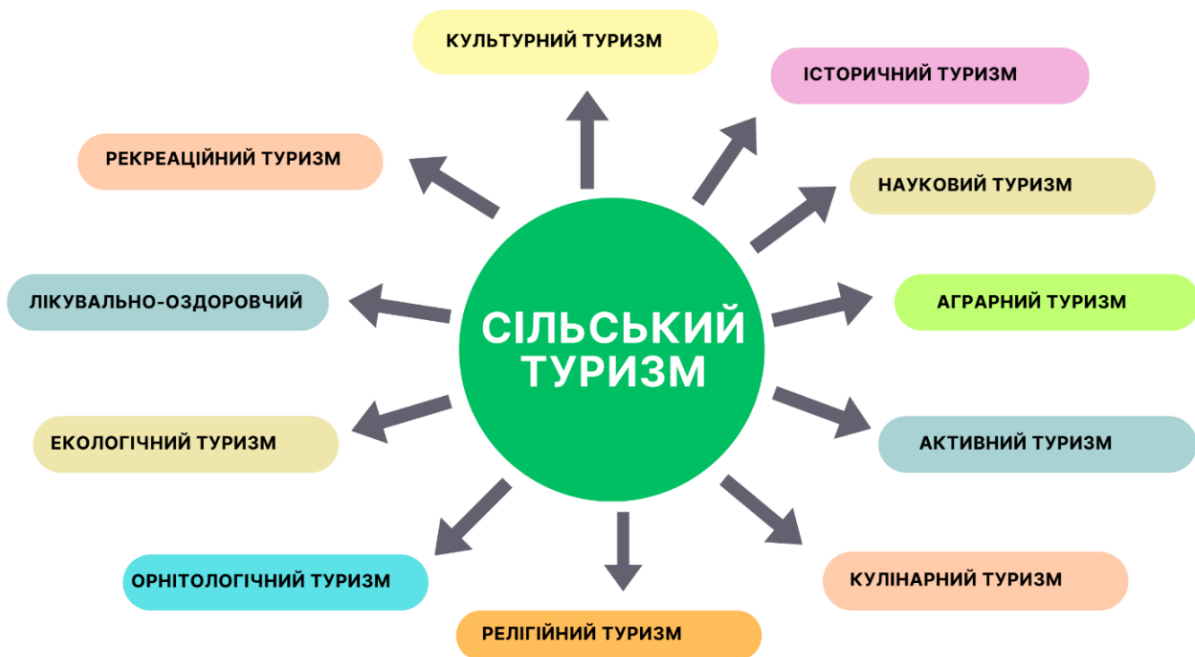 КУЛЬТУРНИЙ ТУРИЗМ
ІСТОРИЧНИЙ ТУРИЗМ
РЕКРЕАЦІЙНИЙ ТУРИЗМ
НАУКОВИЙ ТУРИЗМ
ЛІКУВАЛЬНО-ОЗДОРОВЧИЙ
АГРАРНИЙ ТУРИЗМ
СІЛЬСЬКИЙ
ТУРИЗМ
ЕКОЛОГІЧНИЙ ТУРИЗМ
АКТИВНИЙ ТУРИЗМ
ОРНІТОЛОГІЧНИЙ ТУРИЗМ
КУЛІНАРНИЙ ТУРИЗМ
РЕЛІГІЙНИЙ ТУРИЗМ